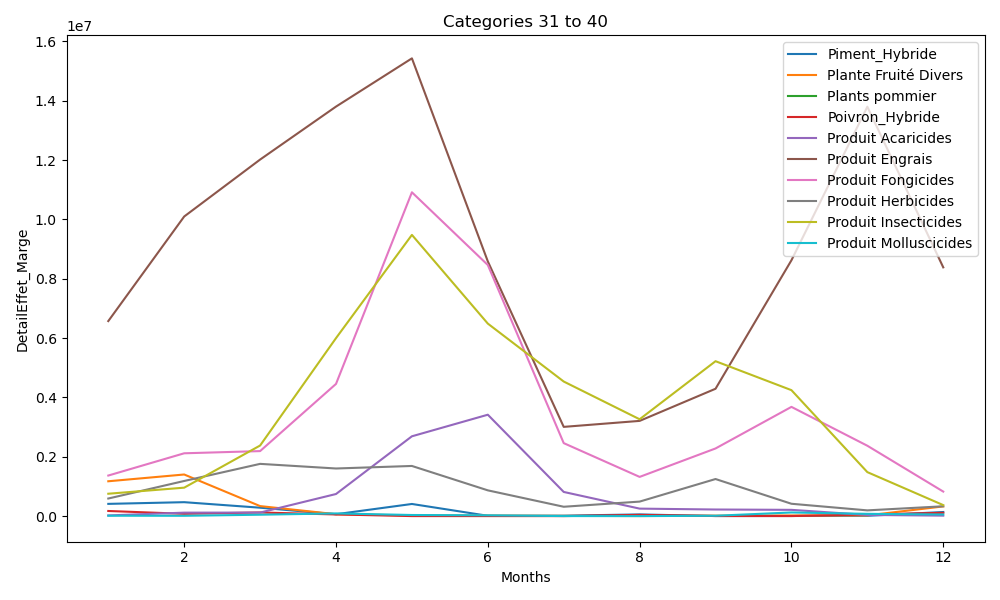 Categories 31 to 40
1e7
1.6
1.4
1.2
1.0
0.8
0.6
0.4
0.2
0.0
DetailEffet_Marge
Piment_Hybride
Plante Fruité Divers
Plants pommier
Poivron_Hybride
Produit Acaricides
Produit Engrais
Produit Fongicides
Produit Herbicides
Produit Insecticides
Produit Molluscicides
2 4 6 8 10 12
Months